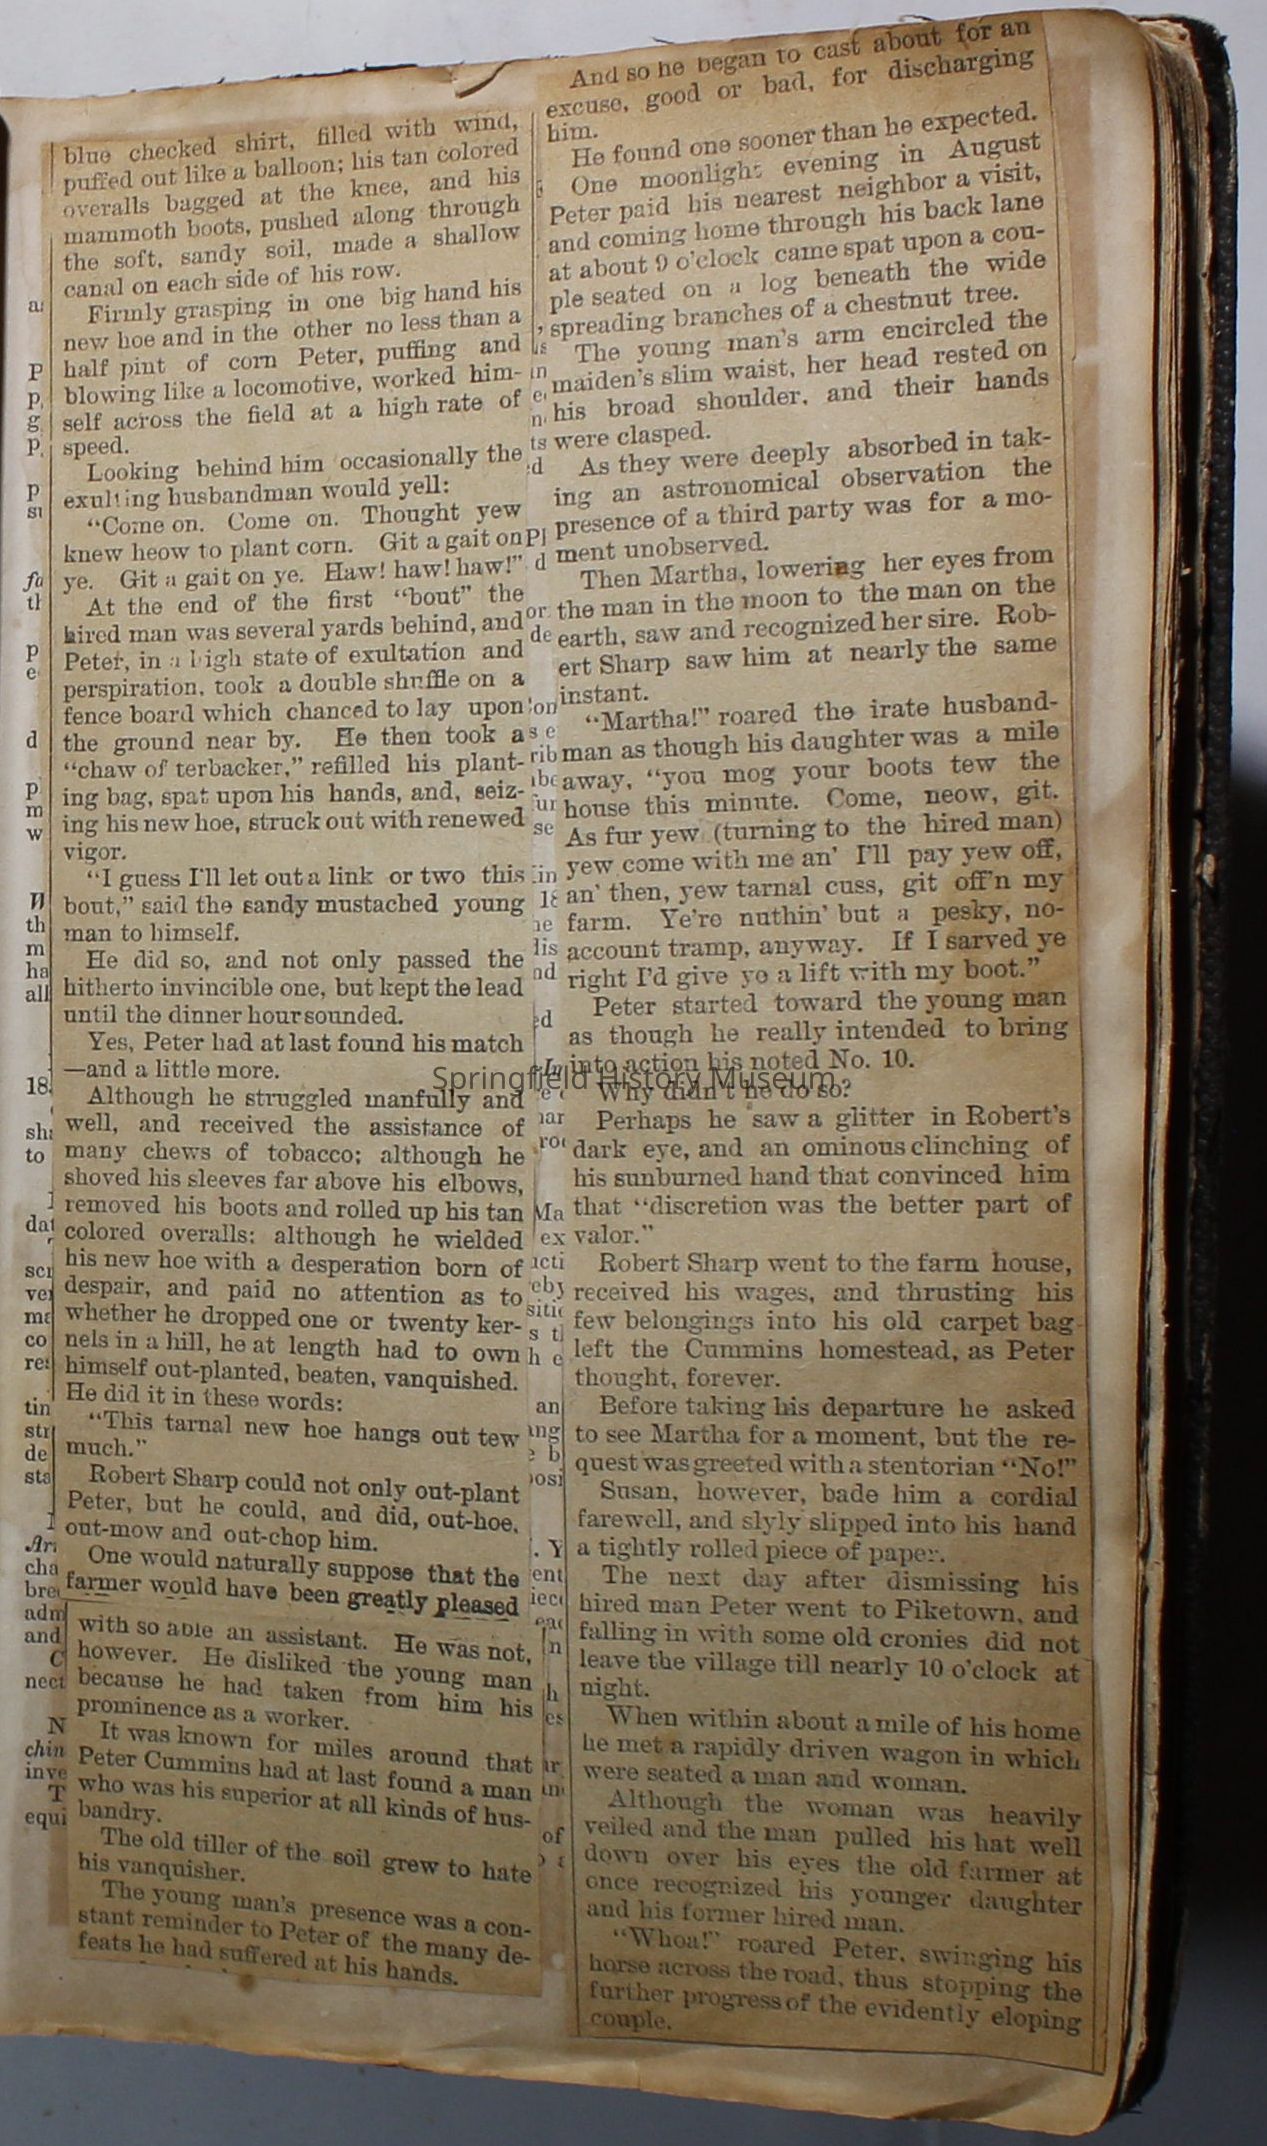 blue checked shirt, filled with wind,
puffed out like a balloon; his tan colored
overalls bagged at the knee, and his
mammoth boots, pushed along through
the soft, sandy soil, made a shallow
canal on each side of his row.
Firmly grasping in one big hand his
new hoe and in the other no less than a
half pint of corn Peter, puffing and
blowing like a locomotive, worked him-
self across the field at a high rate of
speed.
Looking behind him occasionally the
exulting husbandman would yell:
"Come on. Come on. Thought yew
knew heow to plant corn. Git a gait on
ye. Git a gait on ye. Haw! haw! haw!"
At the end of the first "bout" the
hired man was several yards behind, and
Peter, in a high state of exultation and
perspiration, took a double shuffle on a
fence board which chanced to lay upon
the ground near by. He then took a
"chaw of terbacker," refilled his plant-
ing bag, spat upon his hands, and, seiz-
ing his new hoe, struck out with renewed
vigor.
"I guess I'll let out a link or two this
bout," said the sandy mustached young
man to himself.
He did so, and not only passed the
hitherto invincible one, but kept the lead
until the dinner hour sounded.
Yes, Peter had at last found his match
—and a little more.
Although he struggled manfully and
well, and received the assistance of
many chews of tobacco; although he
shoved his sleeves far above his elbows,
removed his boots and rolled up his tan
colored overalls; although he wielded
his new hoe with a desperation born of
despair, and paid no attention as to
whether he dropped one or twenty ker-
nels in a hill, he at length had to own
himself out-planted, beaten, vanquished.
He did it in these words:
"This tarnal new hoe hangs out tew
much."
Robert Sharp could not only out-plant
Peter, but he could, and did, out-hoe,
out-mow and out-chop him.
One would naturally suppose that the
farmer would have been greatly pleased
with so able an assistant. He was not,
however. He disliked the young man
because he had taken from him his
prominence as a worker.
It was known for miles around that
Peter Cummins had at last found a man
who was his superior at all kinds of hus-
bandry.
The old tiller of the soil grew to hate
his vanquisher.
The young man's presence was a con-
stant reminder to Peter of the many de-
feats he had suffered at his hands.
And so he began to cast about for an
excuse, good or bad, for discharging
him.
He found one sooner than he expected.
One moonlight evening in August
Peter paid his nearest neighbor a visit,
and coming home through his back lane
at about 9 o'clock came spat upon a cou-
ple seated on a log beneath the wide
spreading branches of a chestnut tree.
The young man's arm encircled the
maiden's slim waist, her head rested on
his broad shoulder, and their hands
were clasped.
As they were deeply absorbed in tak-
ing an astronomical observation the
presence of a third party was for a mo-
ment unobserved.
Then Martha, lowering her eyes from
the man in the moon to the man on the
earth, saw and recognized her sire. Rob-
ert Sharp saw him at nearly the same
instant.
"Martha!" roared the irate husband-
man as though his daughter was a mile
away, "you mog your boots tew the
house this minute. Come, neow, git.
As fur yew (turning to the hired man)
yew come with me an' I'll pay yew off,
an' then, yew tarnal cuss, git off'n my
farm. Ye're nuthin' but a pesky, no-
account tramp, anyway. If I sarved ye
right I'd give ye a lift with my boot."
Peter started toward the young man
as though he really intended to bring
into action his noted No. 10.
Why didn't he do so?
Perhaps he saw a glitter in Robert's
dark eye, and an ominous clinching of
his sunburned hand that convinced him
that "discretion was the better part of
valor."
Robert Sharp went to the farm house,
received his wages, and thrusting his
few belongings into his old carpet bag
left the Cummins homestead, as Peter
thought, forever.
Before taking his departure he asked
to see Martha for a moment, but the re-
quest was greeted with a stentorian "No!"
Susan, however, bade him a cordial
farewell, and slyly slipped into his hand
a tightly rolled piece of paper.
The next day after dismissing his
hired man Peter went to Piketown, and
falling in with some old cronies did not
leave the village till nearly 10 o'clock at
night.
When within about a mile of his home
he met a rapidly driven wagon in which
were seated a man and woman.
Although the woman was heavily
veiled and the man pulled his hat well
down over his eyes the old farmer at
once recognized his younger daughter
and his former hired man.
"Whoa!" roared Peter, swinging his
horse across the road, thus stopping the
further progress of the evidently eloping
couple.
Springfield History Museum